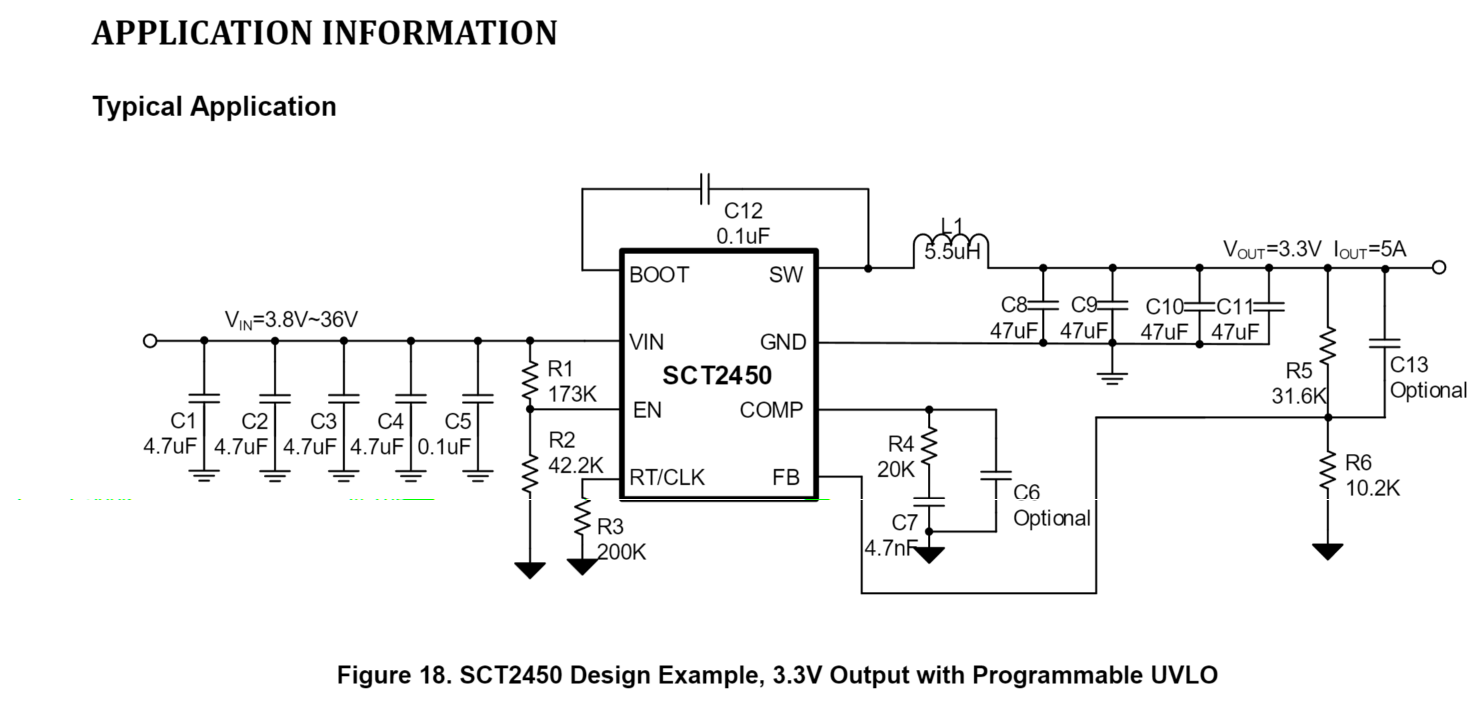 APPLICATION INFORMATION
Typical Application
C12
0.1uF
L1
5.5uH
VOUT=3.3V IOUT=5A
BOOT
SW
C8
47uF
C9
47uF
C10
47uF
C11
47uF
VIN=3.8V~36V
VIN
GND
SCT2450
R1
173K
R5
31.6K
C13
Optional
EN
COMP
C1
4.7uF
C2
4.7uF
C3
4.7uF
C4
4.7uF
C5
0.1uF
R2
42.2K
R4
20K
RT/CLK
FB
R6
10.2K
C6
Optional
R3
200K
C7
4.7nF
Figure 18. SCT2450 Design Example, 3.3V Output with Programmable UVLO